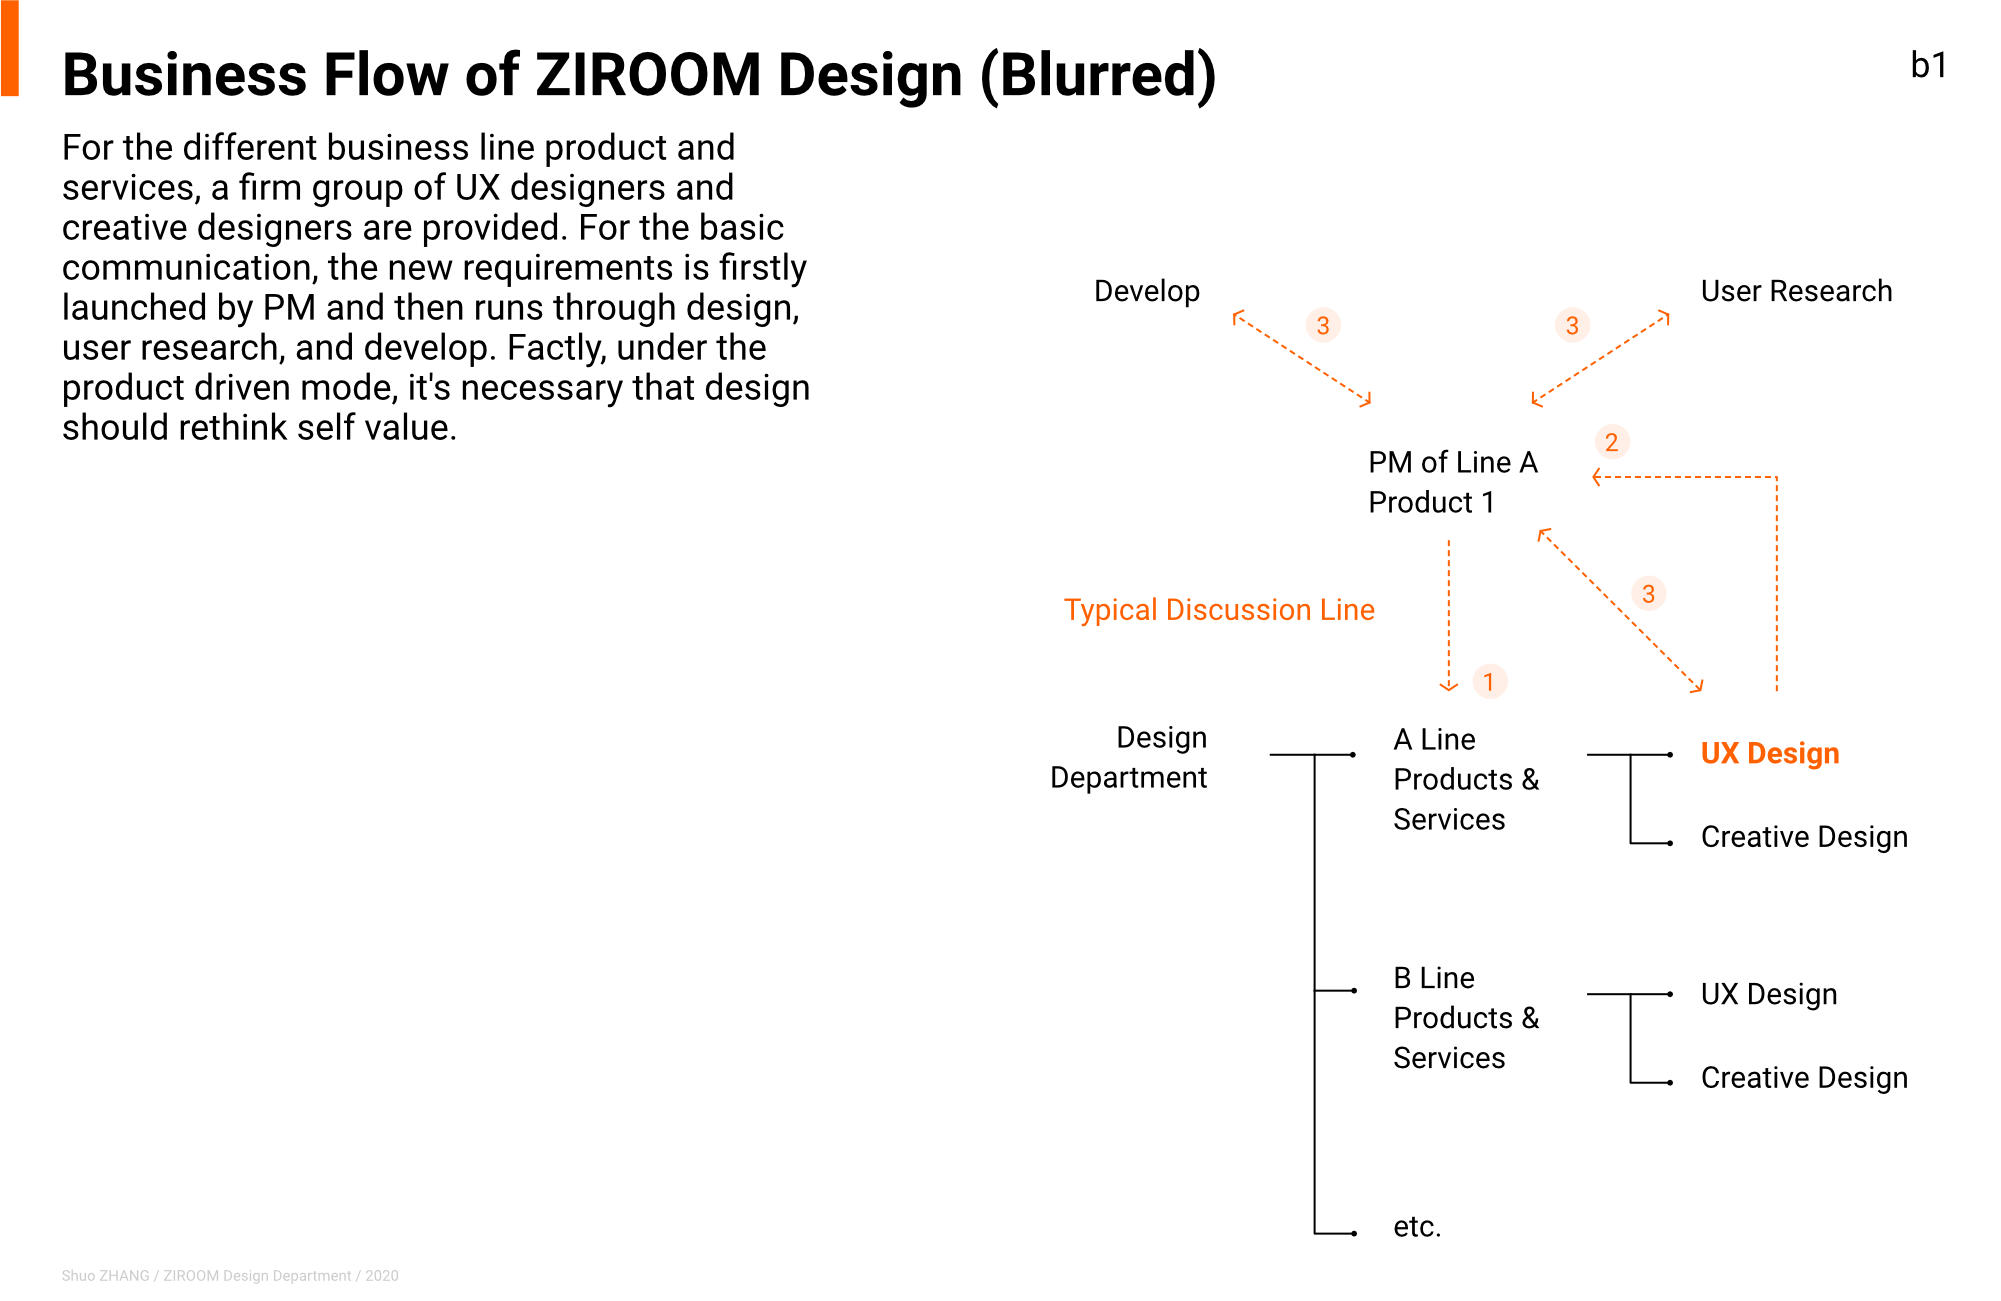 Business Flow of ZIROOM Design (Blurred)
b1
For the different business line product and
services, a firm group of UX designers and
creative designers are provided. For the basic
communication, the new requirements is firstly
launched by PM and then runs through design,
user research, and develop. Factly, under the
product driven mode, it's necessary that design
should rethink self value.
Develop
User Research
3
3
2
PM of Line A
Product 1
3
Typical Discussion Line
1
Design
Department
A Line
Products &
Services
UX Design
Creative Design
B Line
Products &
Services
UX Design
Creative Design
etc.
Shuo ZHANG / ZIROOM Design Department / 2020